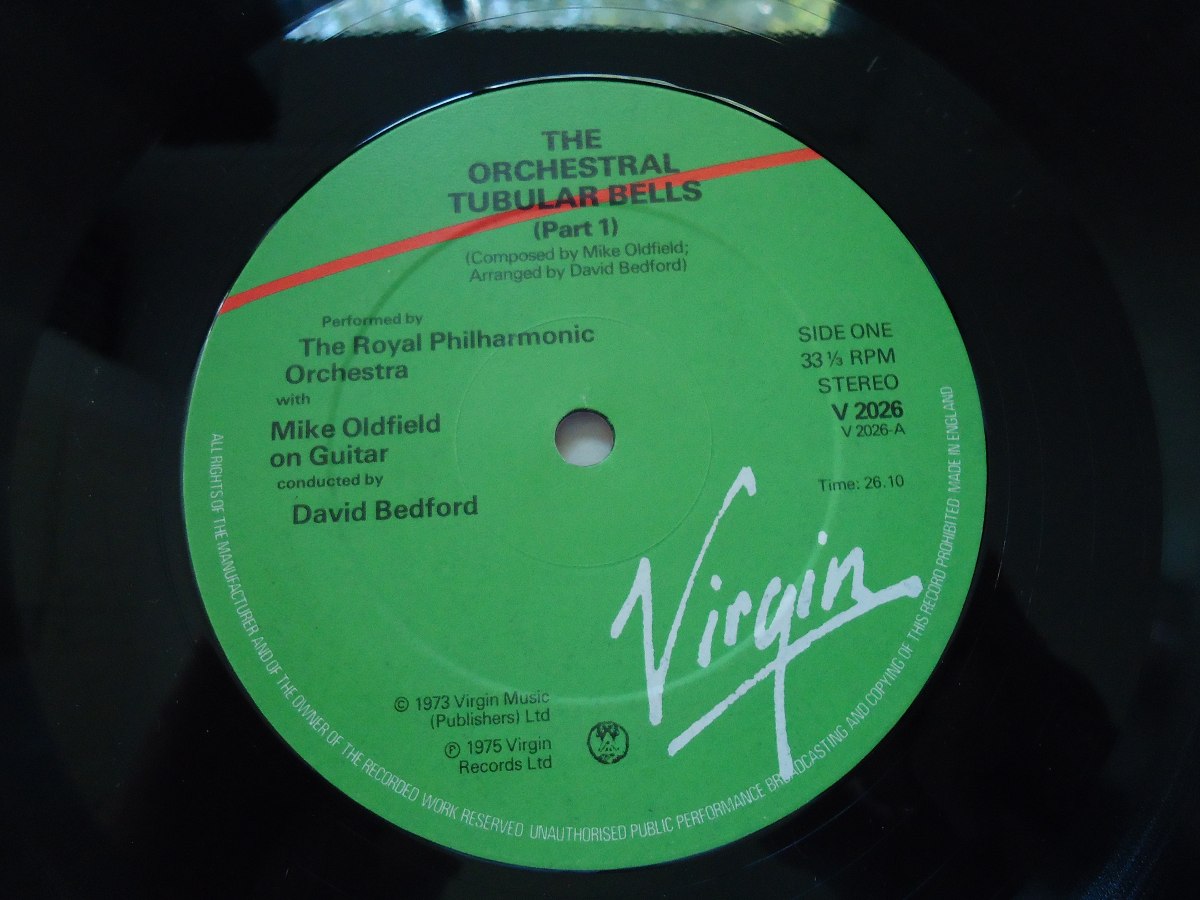 THE
ORCHESTRAL
TUBULAR BELLS
(Part 1)
(Composed by Mike Oldfield;
Arranged by David Bedford)
Performed by
The Royal Philharmonic
Orchestra
with
Mike Oldfield
on Guitar
conducted by
David Bedford
SIDE ONE
33 ⅓ RPM
STEREO
V 2026
V 2026-A
Time: 26.10
Virgin
© 1973 Virgin Music
(Publishers) Ltd
℗ 1975 Virgin
Records Ltd
ALL RIGHTS OF THE MANUFACTURER AND OF THE OWNER OF THE RECORDED WORK RESERVED UNAUTHORISED PUBLIC PERFORMANCE BROADCASTING AND COPYING OF THIS RECORD PROHIBITED MADE IN ENGLAND